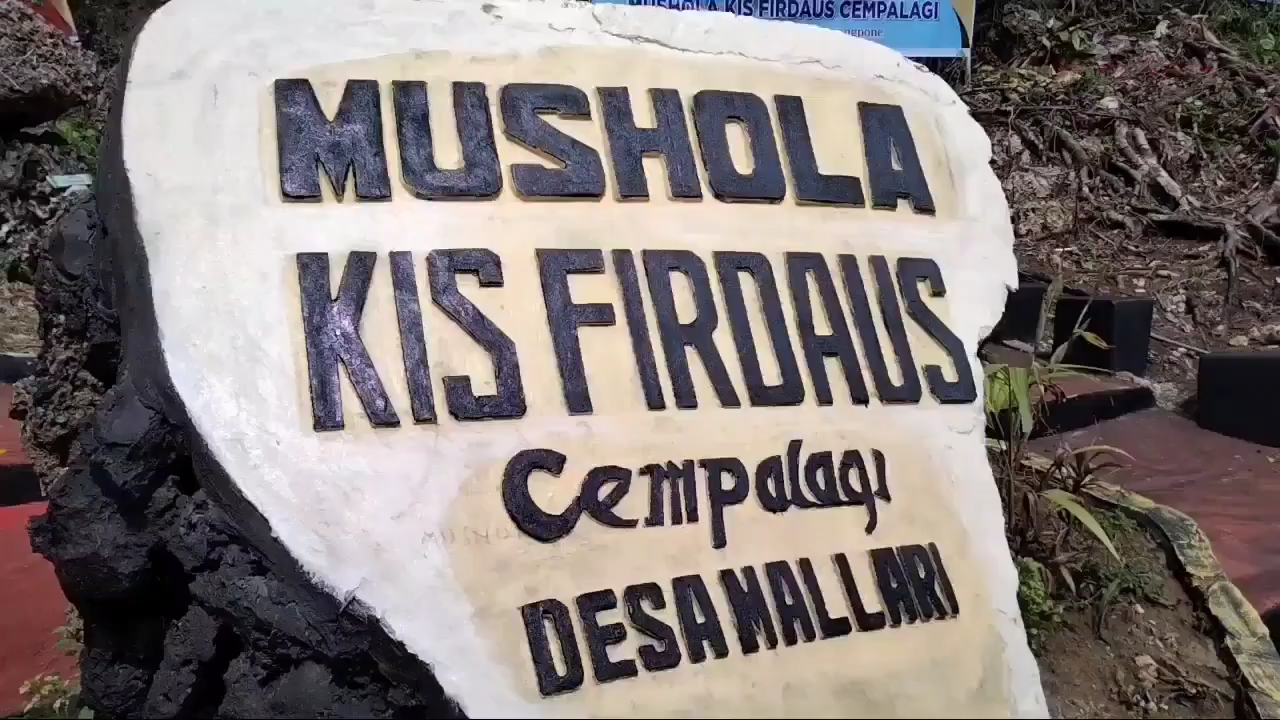 MUSHOLA KIS FIRDAUS CEMPALAGI
MUSHOLA
KIS FIRDAUS
Cempalagi
DESA MALLARI